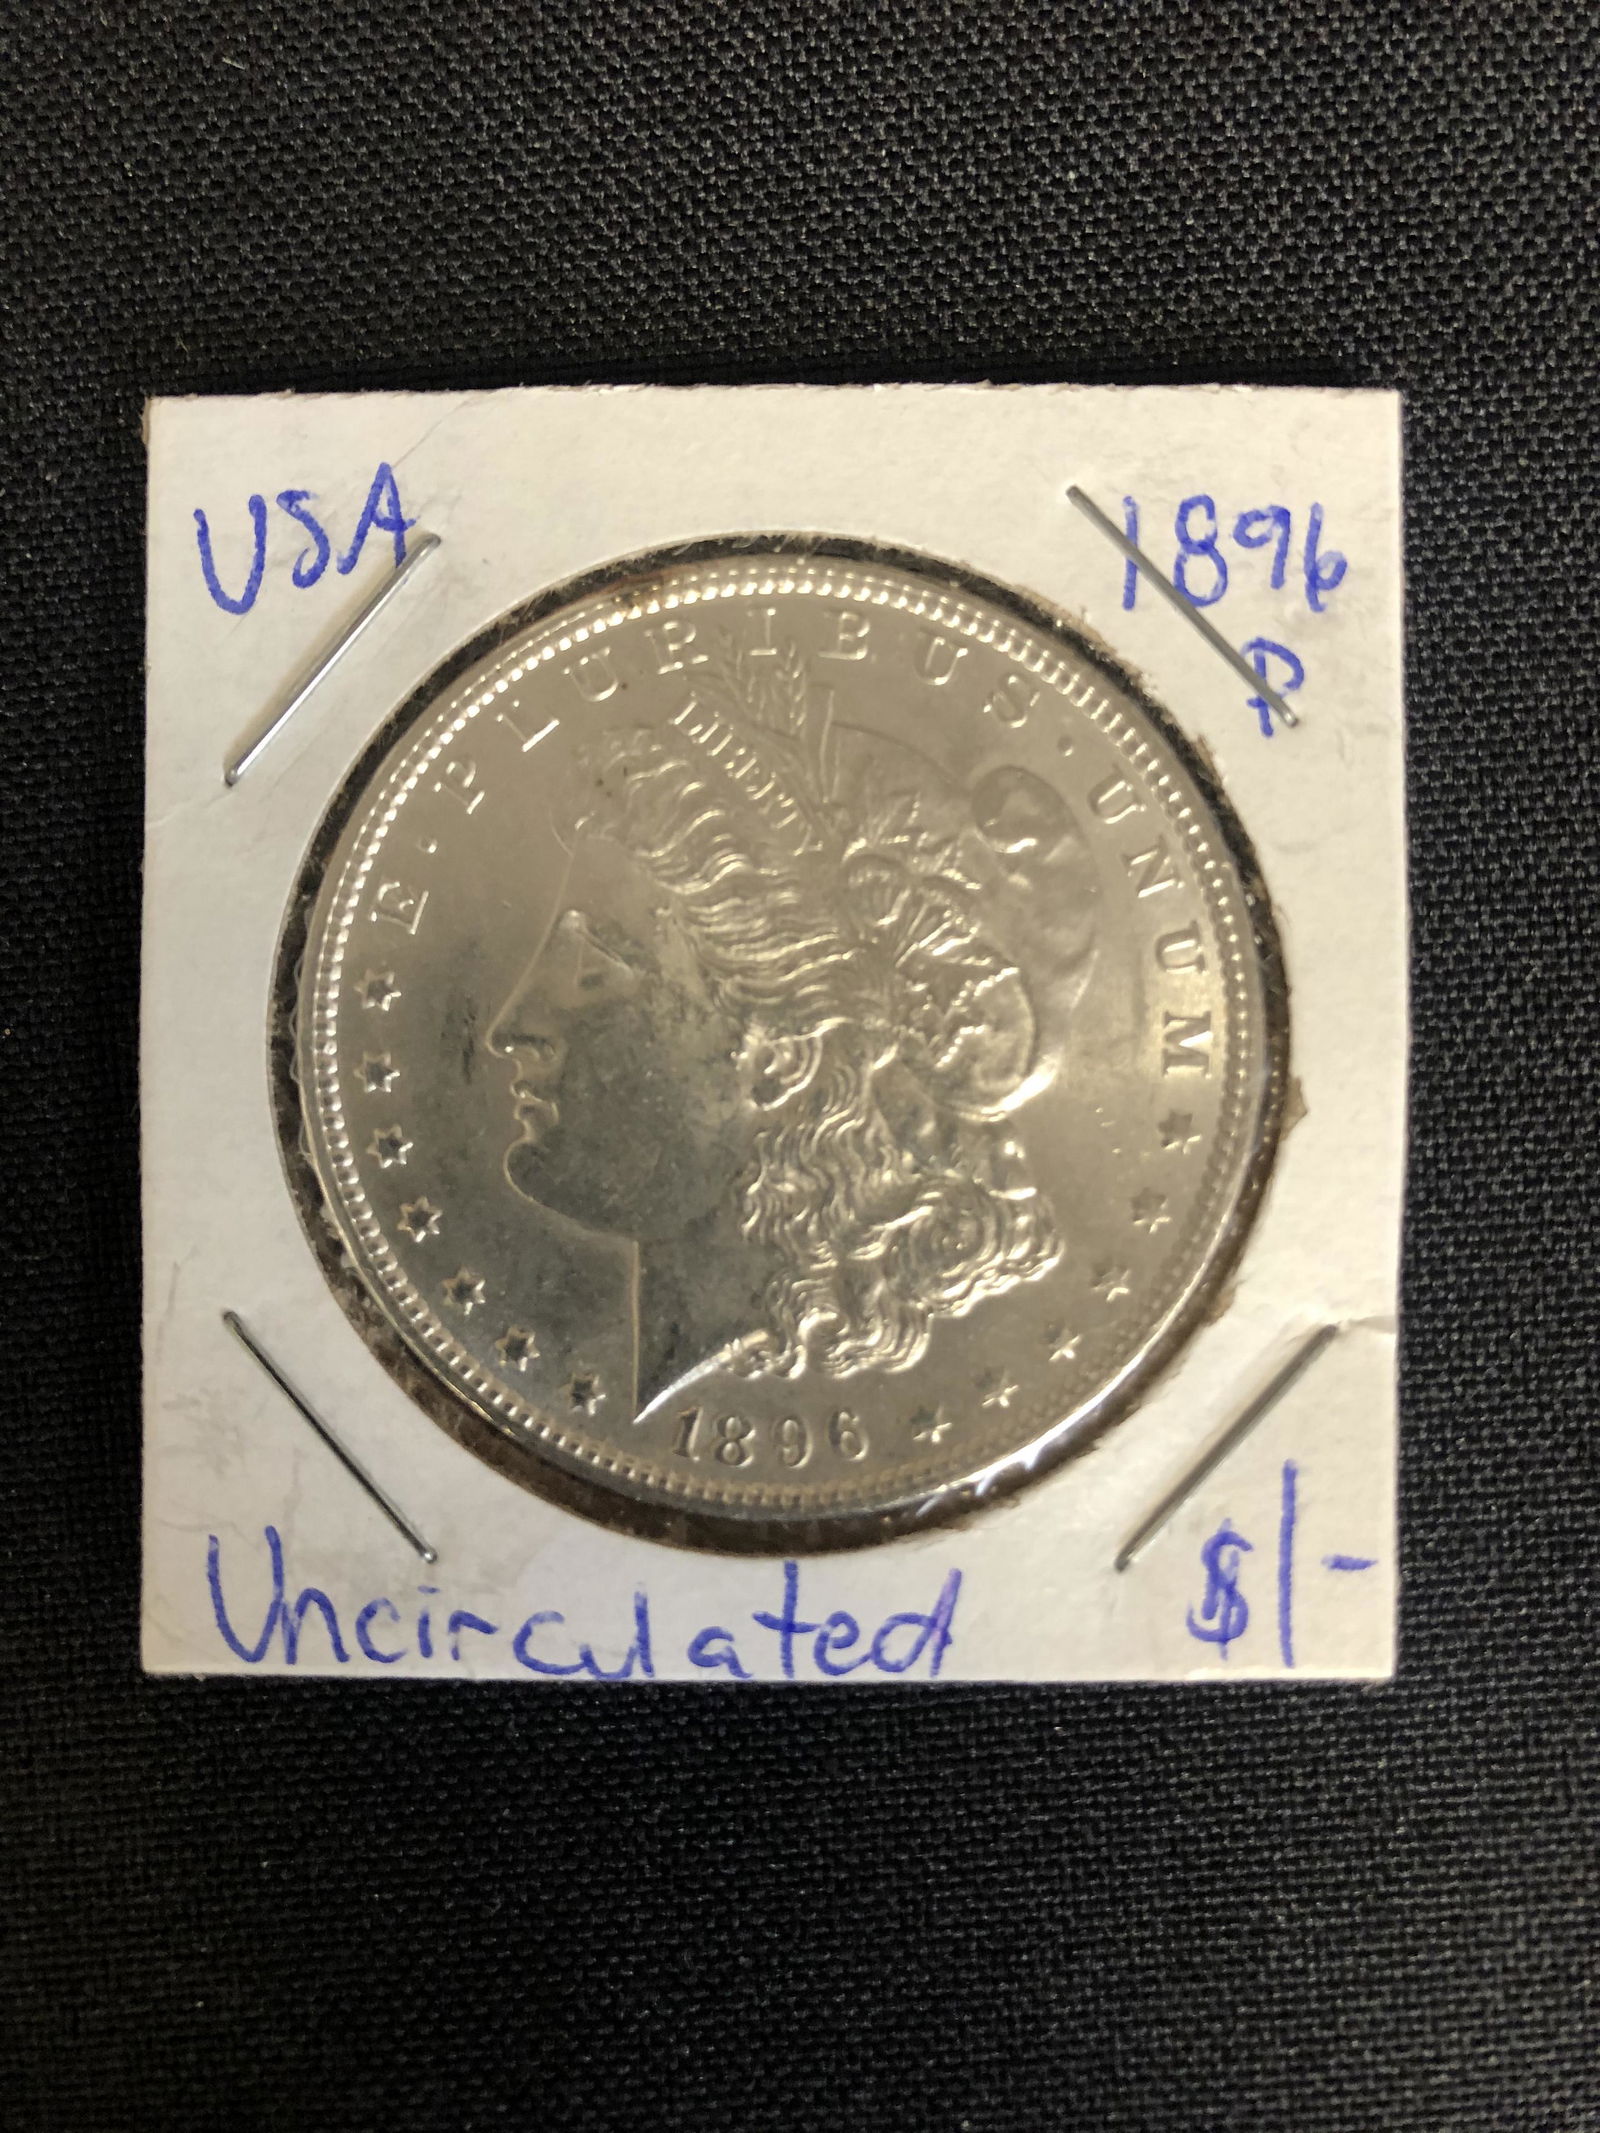 USA
1896
P
E · PLURIBUS · UNUM
LIBERTY
1896
Uncirculated
$1-